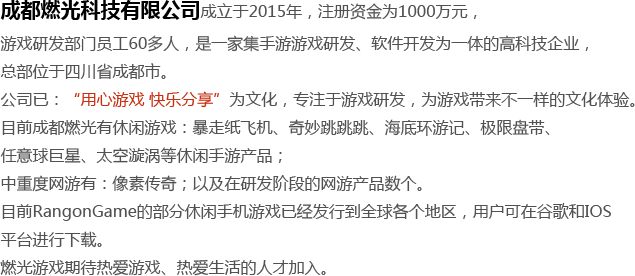 成都燃光科技有限公司成立于2015年，注册资金为1000万元，
游戏研发部门员工60多人，是一家集手游游戏研发、软件开发为一体的高科技企业，
总部位于四川省成都市。
公司已：“用心游戏 快乐分享”为文化，专注于游戏研发，为游戏带来不一样的文化体验。
目前成都燃光有休闲游戏：暴走纸飞机、奇妙跳跳跳、海底环游记、极限盘带、
任意球巨星、太空漩涡等休闲手游产品；
中重度网游有：像素传奇；以及在研发阶段的网游产品数个。
目前RangonGame的部分休闲手机游戏已经发行到全球各个地区，用户可在谷歌和IOS
平台进行下载。
燃光游戏期待热爱游戏、热爱生活的人才加入。